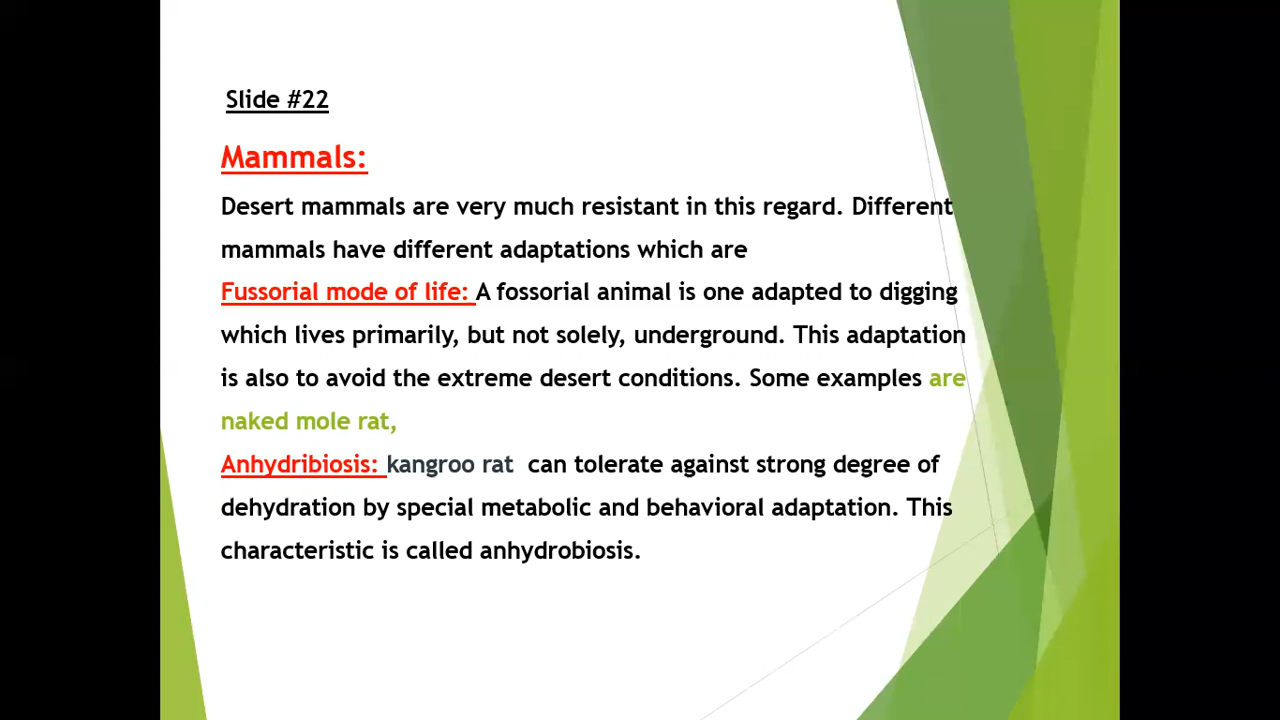 Slide #22
Mammals:
Desert mammals are very much resistant in this regard. Different
mammals have different adaptations which are
Fussorial mode of life: A fossorial animal is one adapted to digging
which lives primarily, but not solely, underground. This adaptation
is also to avoid the extreme desert conditions. Some examples are
naked mole rat,
Anhydribiosis: kangroo rat can tolerate against strong degree of
dehydration by special metabolic and behavioral adaptation. This
characteristic is called anhydrobiosis.